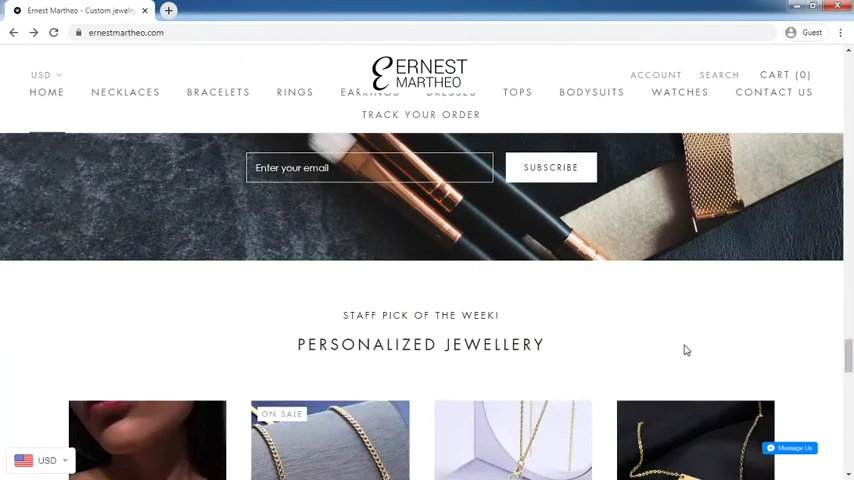 Ernest Martheo - Custom jewelry
ernestmartheo.com
Guest
USD
ERNEST
MARTHEO
ACCOUNT
SEARCH
CART (0)
HOME
NECKLACES
BRACELETS
RINGS
EARRINGS
DRESSES
TOPS
BODYSUITS
WATCHES
CONTACT US
TRACK YOUR ORDER
Enter your email
SUBSCRIBE
STAFF PICK OF THE WEEK!
PERSONALIZED JEWELLERY
ON SALE
USD
Message Us